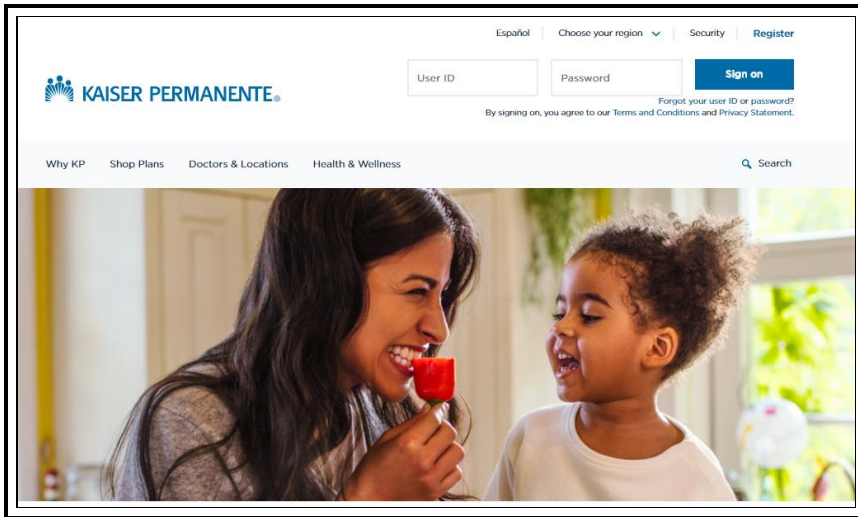 Español Choose your region Security Register
User ID Password Sign on
KAISER PERMANENTE®
Forgot your user ID or password?
By signing on, you agree to our Terms and Conditions and Privacy Statement.
Why KP Shop Plans Doctors & Locations Health & Wellness Search